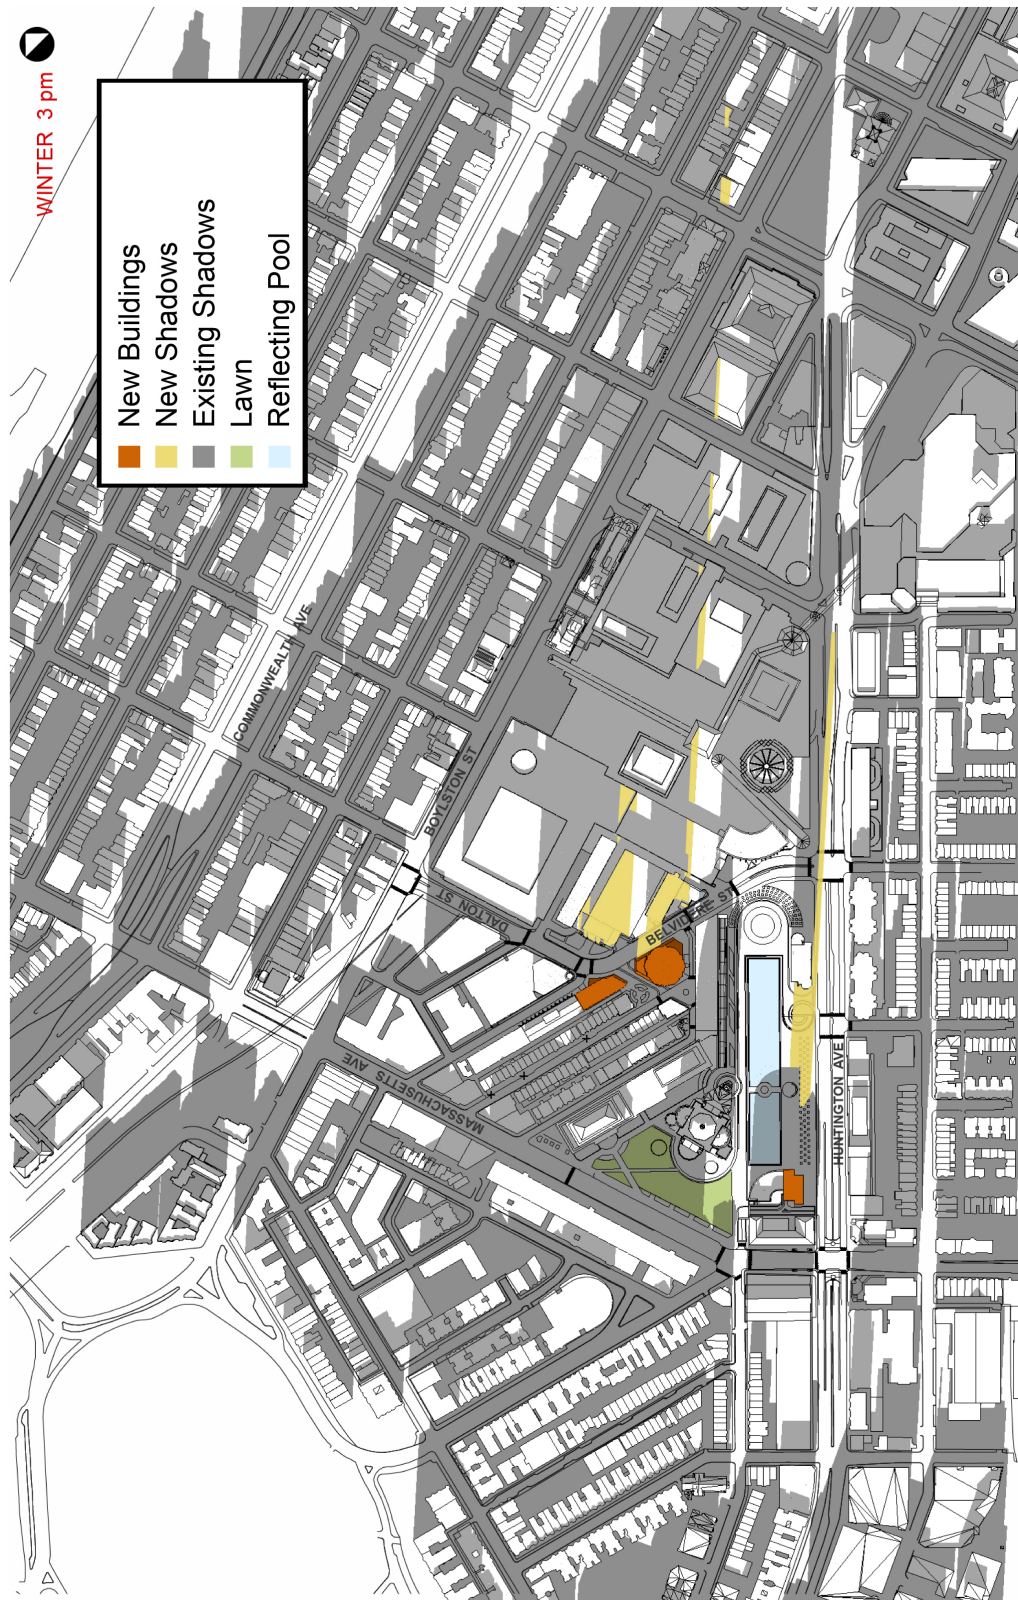 WINTER 3 pm
New Buildings
New Shadows
Existing Shadows
Lawn
Reflecting Pool
COMMONWEALTH AVE
BOYLSTON ST
DALTON ST
BELVIDERE ST
MASSACHUSETTS AVE
HUNTINGTON AVE